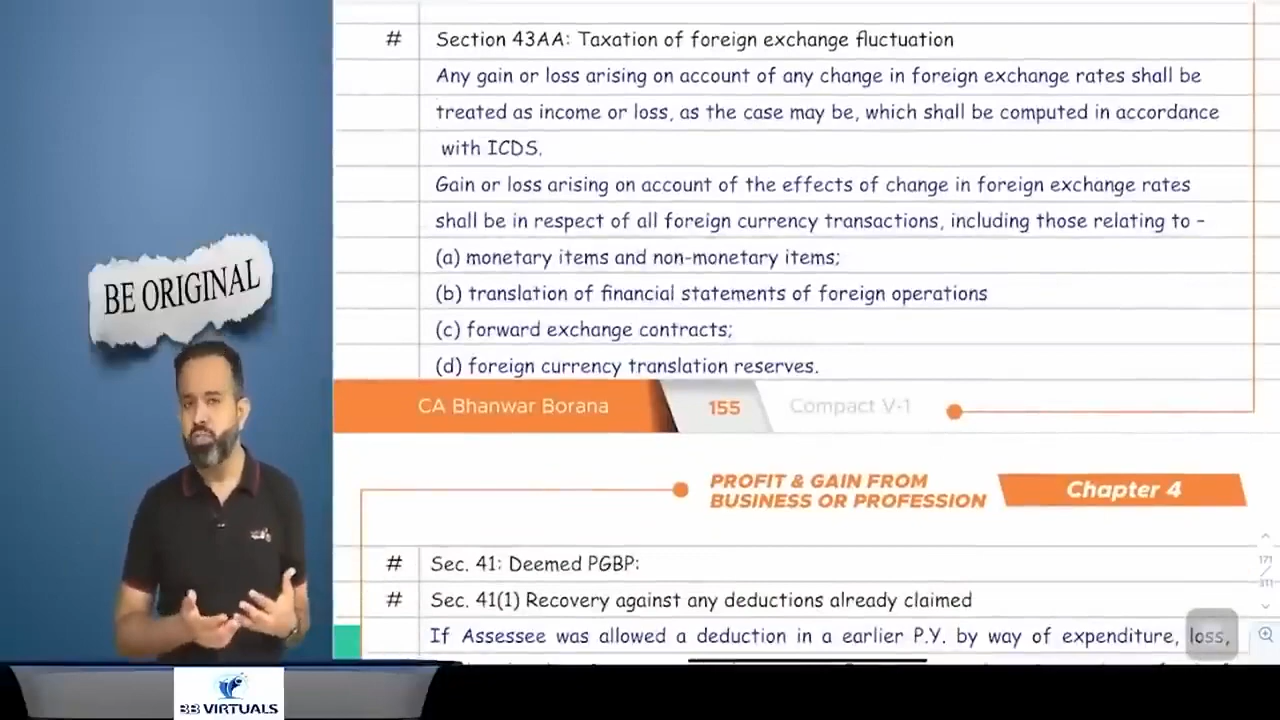 BE ORIGINAL
# Section 43AA: Taxation of foreign exchange fluctuation
Any gain or loss arising on account of any change in foreign exchange rates shall be
treated as income or loss, as the case may be, which shall be computed in accordance
with ICDS.
Gain or loss arising on account of the effects of change in foreign exchange rates
shall be in respect of all foreign currency transactions, including those relating to –
(a) monetary items and non-monetary items;
(b) translation of financial statements of foreign operations
(c) forward exchange contracts;
(d) foreign currency translation reserves.
CA Bhanwar Borana 155 Compact V-1
PROFIT & GAIN FROM
BUSINESS OR PROFESSION
Chapter 4
# Sec. 41: Deemed PGBP:
# Sec. 41(1) Recovery against any deductions already claimed
If Assessee was allowed a deduction in a earlier P.Y. by way of expenditure, loss,
171
/
311
BB VIRTUALS